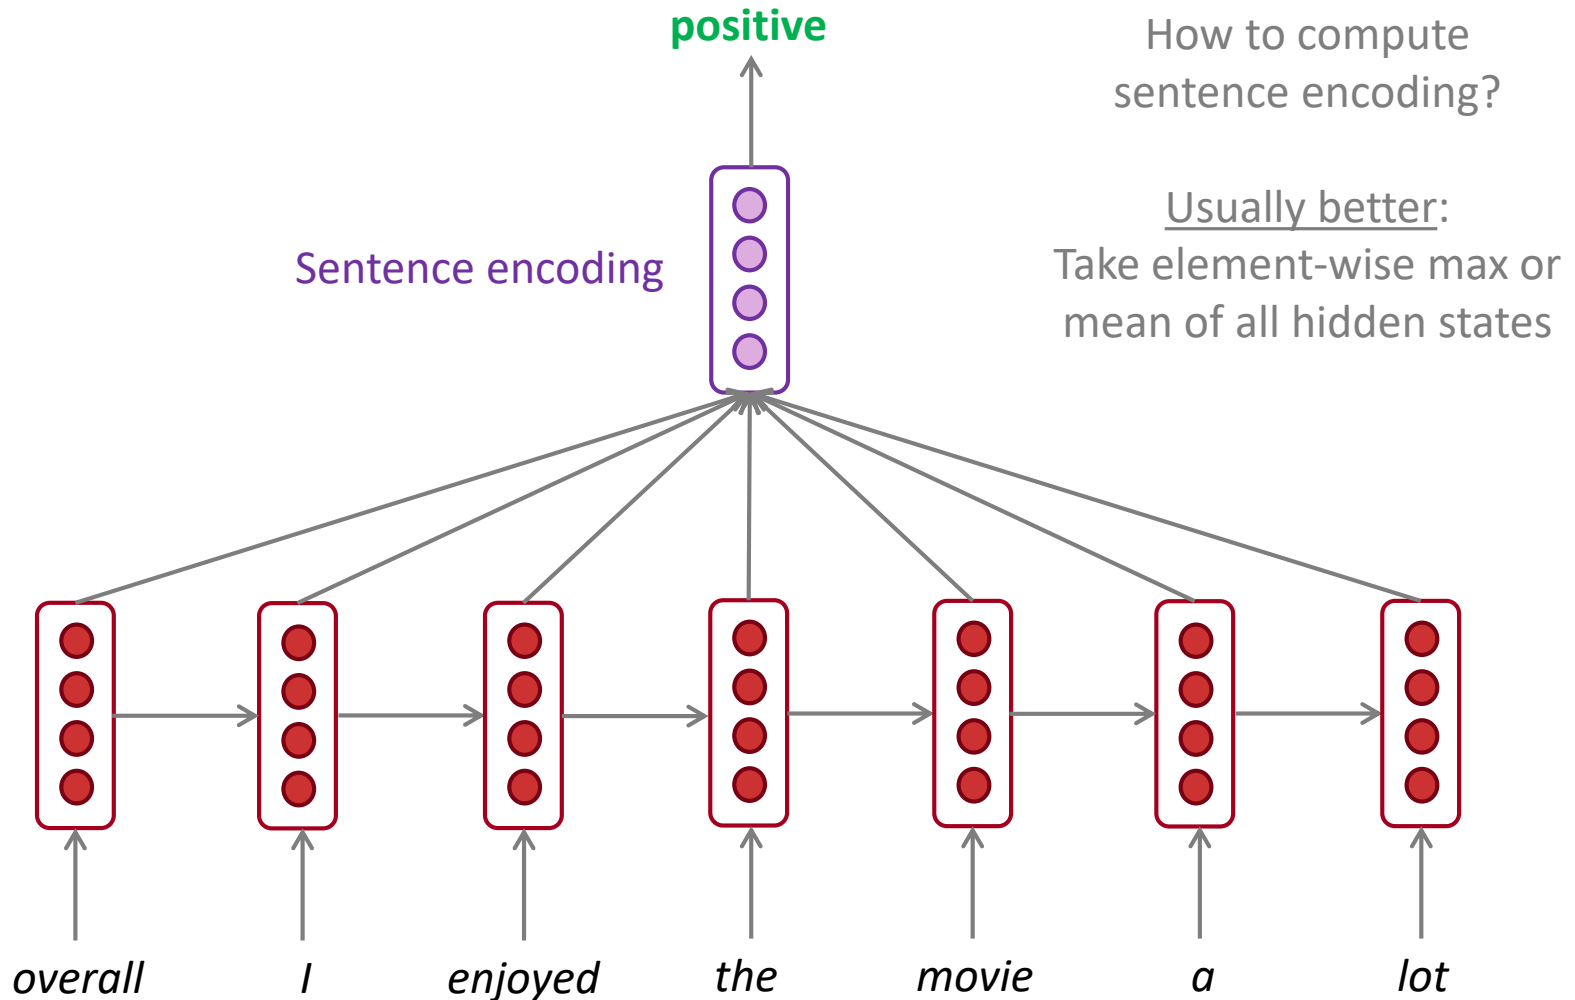 positive
How to compute
sentence encoding?
Usually better:
Take element-wise max or
mean of all hidden states
Sentence encoding
overall I enjoyed the movie a lot